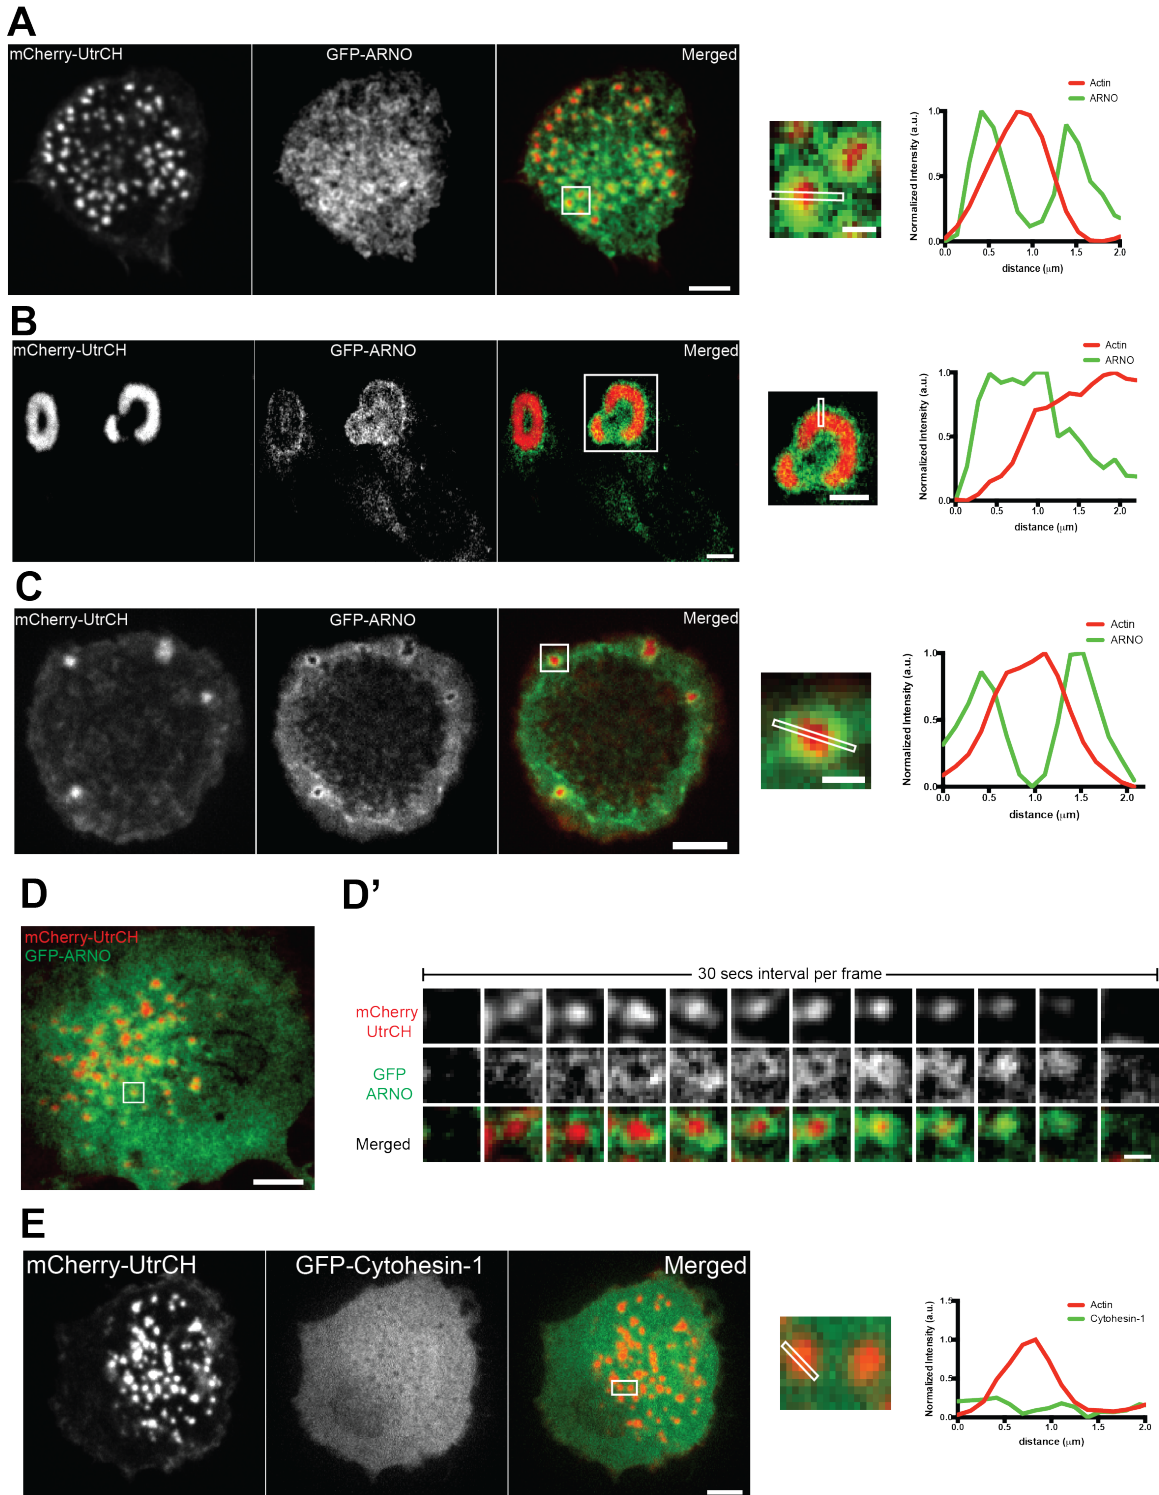 A
mCherry-UtrCH GFP-ARNO Merged
Actin
ARNO
Normalized Intensity (a.u.)
1.0
0.5
0.0
0.0 0.5 1.0 1.5 2.0
distance (μm)
B
mCherry-UtrCH GFP-ARNO Merged
Actin
ARNO
Normalized Intensity (a.u.)
1.0
0.5
0.0
0.0 0.5 1.0 1.5 2.0
distance (μm)
C
mCherry-UtrCH GFP-ARNO Merged
Actin
ARNO
Normalized Intensity (a.u.)
1.0
0.5
0.0
0.0 0.5 1.0 1.5 2.0
distance (μm)
D
mCherry-UtrCH
GFP-ARNO
D'
30 secs interval per frame
mCherry
UtrCH
GFP
ARNO
Merged
E
mCherry-UtrCH GFP-Cytohesin-1 Merged
Actin
Cytohesin-1
Normalized Intensity (a.u.)
1.5
1.0
0.5
0.0
0.0 0.5 1.0 1.5 2.0
distance (μm)